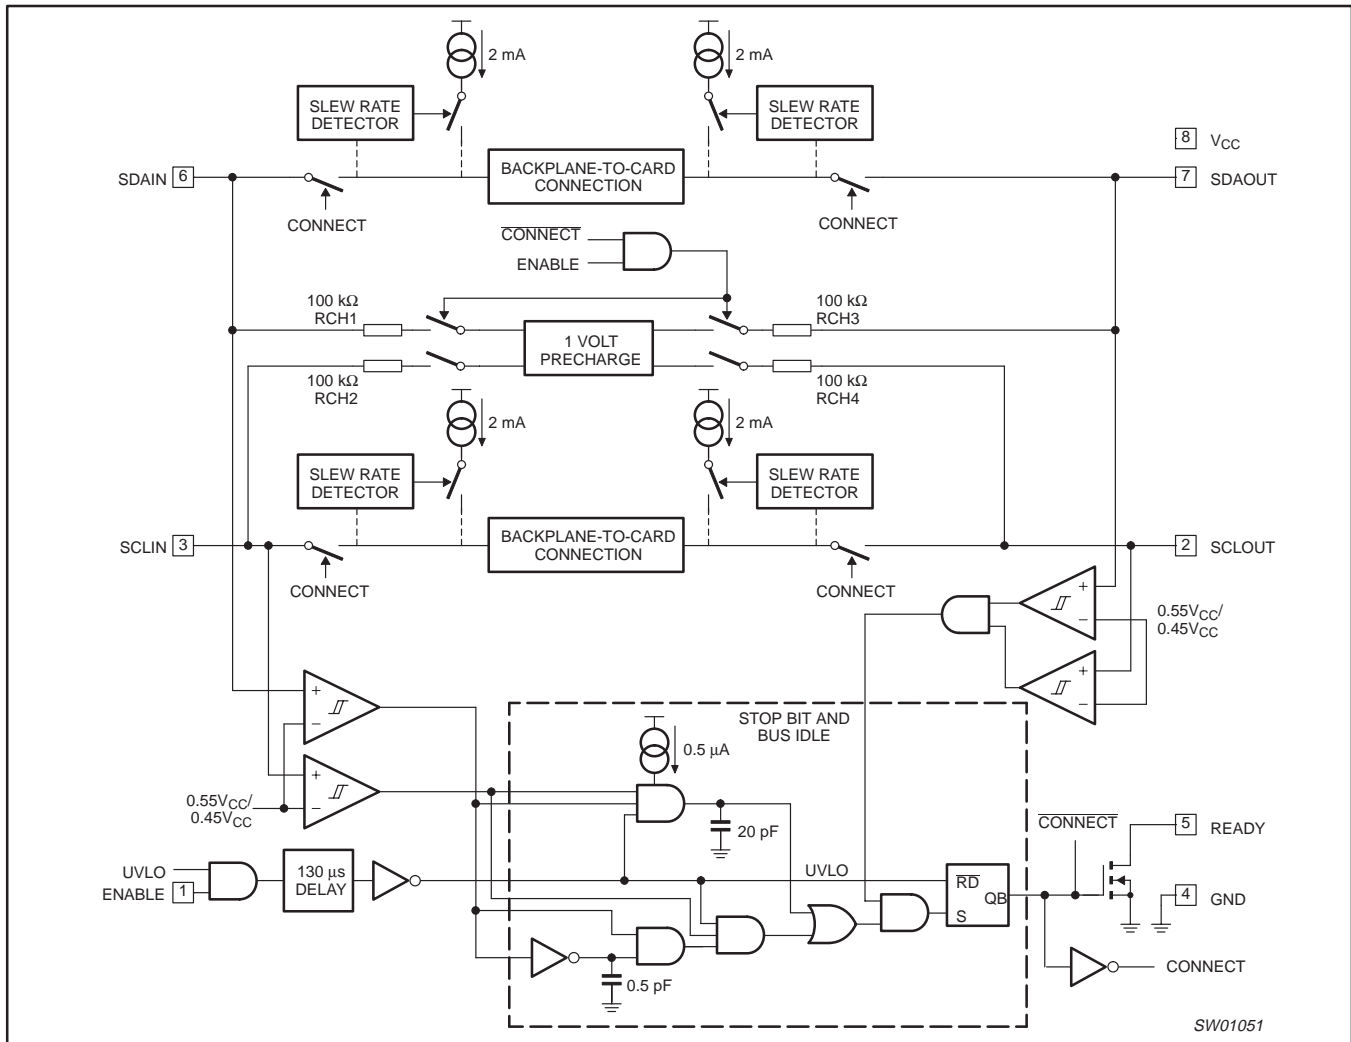 2 mA
2 mA
SLEW RATE
DETECTOR
SLEW RATE
DETECTOR
8 VCC
SDAIN 6
BACKPLANE-TO-CARD
CONNECTION
7 SDAOUT
CONNECT
CONNECT
CONNECT
ENABLE
100 kΩ
RCH1
100 kΩ
RCH3
1 VOLT
PRECHARGE
100 kΩ
RCH2
100 kΩ
RCH4
2 mA
2 mA
SLEW RATE
DETECTOR
SLEW RATE
DETECTOR
SCLIN 3
BACKPLANE-TO-CARD
CONNECTION
2 SCLOUT
CONNECT
CONNECT
+
−
0.55VCC/
0.45VCC
+
−
+
−
STOP BIT AND
BUS IDLE
0.5 µA
+
−
0.55VCC/
0.45VCC
20 pF
CONNECT
5 READY
UVLO
ENABLE 1
130 µs
DELAY
UVLO
RD
QB
S
4 GND
0.5 pF
CONNECT
SW01051